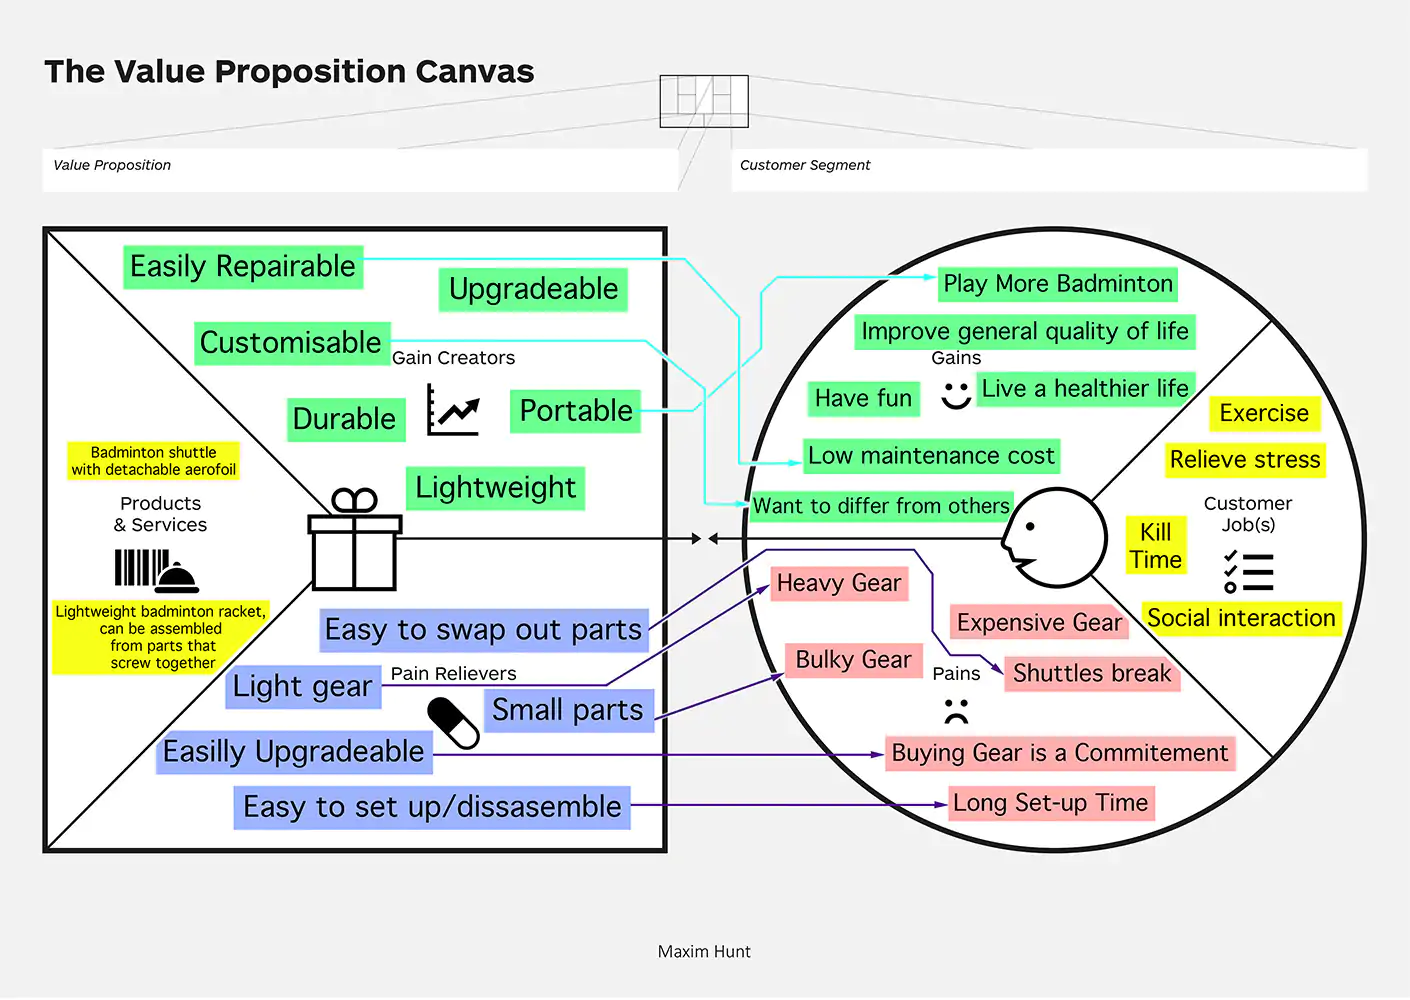 The Value Proposition Canvas
Value Proposition
Customer Segment
Easily Repairable
Upgradeable
Customisable
Gain Creators
Durable
Portable
Lightweight
Badminton shuttle
with detachable aerofoil
Products
& Services
Lightweight badminton racket,
can be assembled
from parts that
screw together
Easy to swap out parts
Light gear
Pain Relievers
Small parts
Easilly Upgradeable
Easy to set up/dissasemble
Play More Badminton
Improve general quality of life
Gains
Have fun
Live a healthier life
Low maintenance cost
Want to differ from others
Exercise
Relieve stress
Customer
Job(s)
Kill
Time
Social interaction
Heavy Gear
Expensive Gear
Bulky Gear
Pains
Shuttles break
Buying Gear is a Commitement
Long Set-up Time
Maxim Hunt